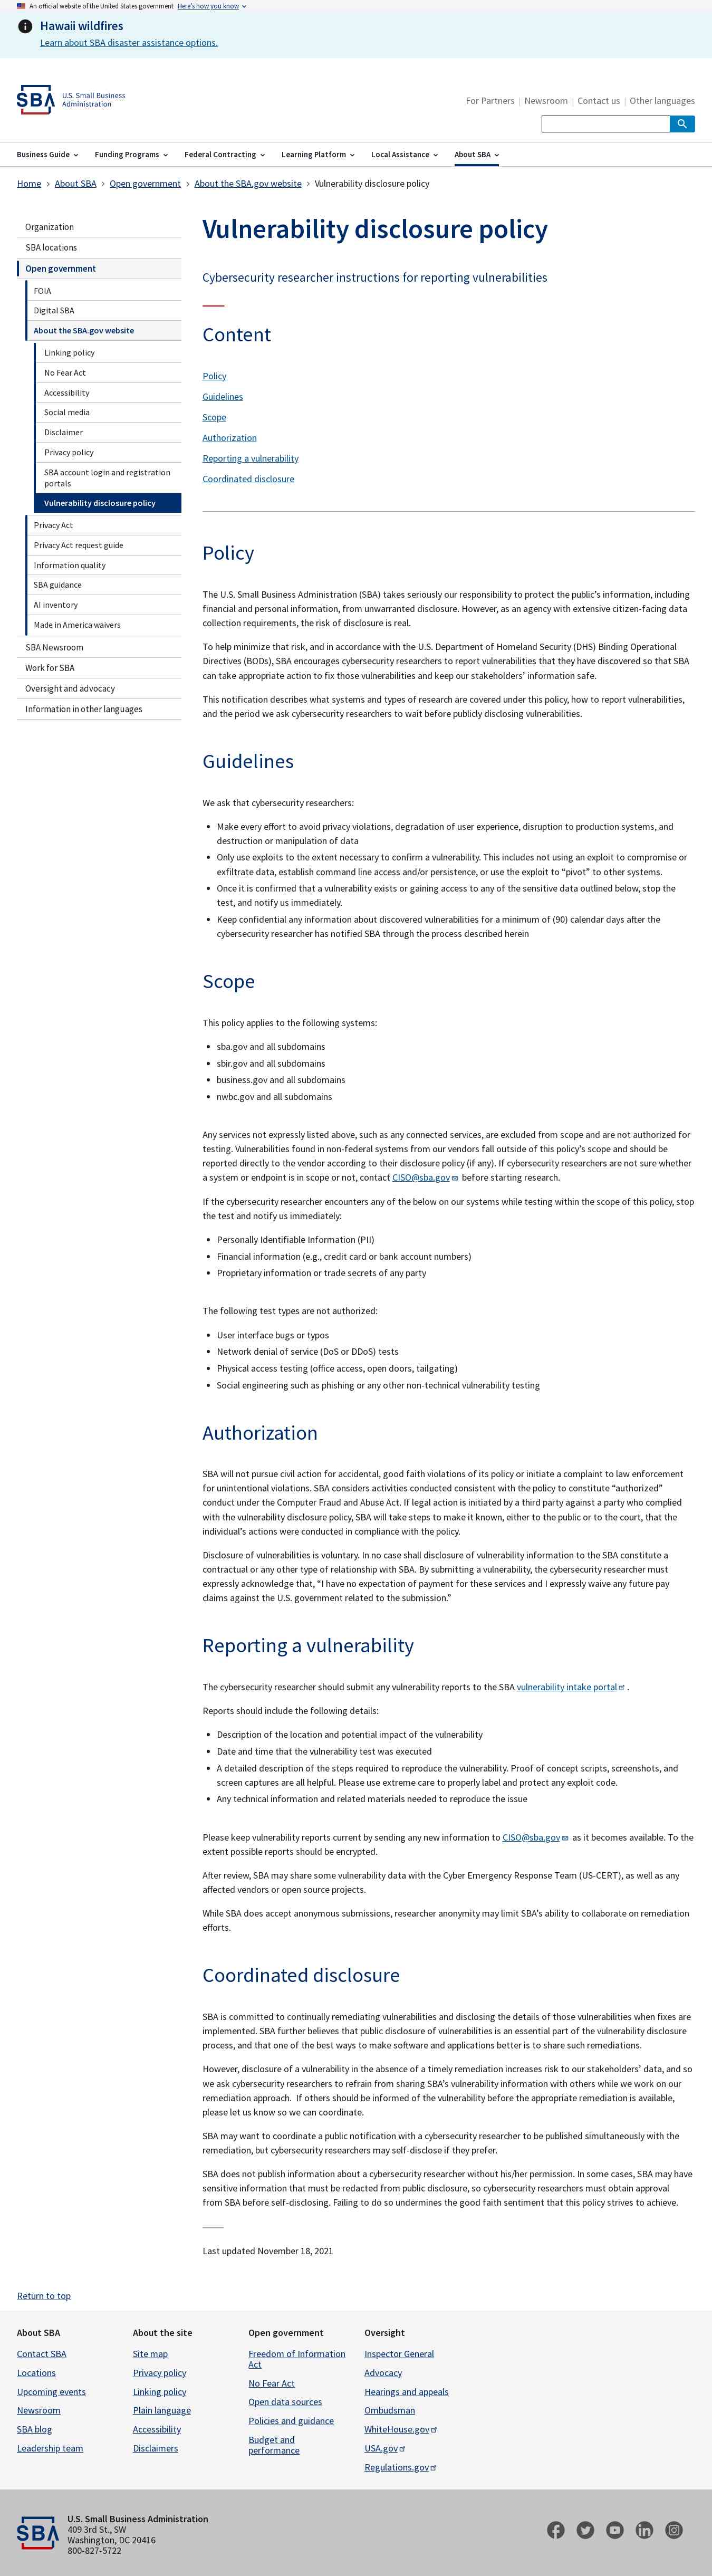 An official website of the United States government Here's how you know
Hawaii wildfires
Learn about SBA disaster assistance options.
SBA U.S. Small Business
Administration
For Partners | Newsroom | Contact us | Other languages
Business Guide Funding Programs Federal Contracting Learning Platform Local Assistance About SBA
Home › About SBA › Open government › About the SBA.gov website › Vulnerability disclosure policy
Organization
SBA locations
Open government
FOIA
Digital SBA
About the SBA.gov website
Linking policy
No Fear Act
Accessibility
Social media
Disclaimer
Privacy policy
SBA account login and registration
portals
Vulnerability disclosure policy
Privacy Act
Privacy Act request guide
Information quality
SBA guidance
AI inventory
Made in America waivers
SBA Newsroom
Work for SBA
Oversight and advocacy
Information in other languages
Vulnerability disclosure policy
Cybersecurity researcher instructions for reporting vulnerabilities
Content
Policy
Guidelines
Scope
Authorization
Reporting a vulnerability
Coordinated disclosure
Policy
The U.S. Small Business Administration (SBA) takes seriously our responsibility to protect the public's information, including
financial and personal information, from unwarranted disclosure. However, as an agency with extensive citizen-facing data
collection requirements, the risk of disclosure is real.
To help minimize that risk, and in accordance with the U.S. Department of Homeland Security (DHS) Binding Operational
Directives (BODs), SBA encourages cybersecurity researchers to report vulnerabilities that they have discovered so that SBA
can take appropriate action to fix those vulnerabilities and keep our stakeholders' information safe.
This notification describes what systems and types of research are covered under this policy, how to report vulnerabilities,
and the period we ask cybersecurity researchers to wait before publicly disclosing vulnerabilities.
Guidelines
We ask that cybersecurity researchers:
• Make every effort to avoid privacy violations, degradation of user experience, disruption to production systems, and
destruction or manipulation of data
• Only use exploits to the extent necessary to confirm a vulnerability. This includes not using an exploit to compromise or
exfiltrate data, establish command line access and/or persistence, or use the exploit to “pivot” to other systems.
• Once it is confirmed that a vulnerability exists or gaining access to any of the sensitive data outlined below, stop the
test, and notify us immediately.
• Keep confidential any information about discovered vulnerabilities for a minimum of (90) calendar days after the
cybersecurity researcher has notified SBA through the process described herein
Scope
This policy applies to the following systems:
• sba.gov and all subdomains
• sbir.gov and all subdomains
• business.gov and all subdomains
• nwbc.gov and all subdomains
Any services not expressly listed above, such as any connected services, are excluded from scope and are not authorized for
testing. Vulnerabilities found in non-federal systems from our vendors fall outside of this policy's scope and should be
reported directly to the vendor according to their disclosure policy (if any). If cybersecurity researchers are not sure whether
a system or endpoint is in scope or not, contact CISO@sba.gov before starting research.
If the cybersecurity researchers encounter any of the below on our systems while testing within the scope of this policy, stop
the test and notify us immediately:
• Personally Identifiable Information (PII)
• Financial information (e.g., credit card or bank account numbers)
• Proprietary information or trade secrets of any party
The following test types are not authorized:
• User interface bugs or typos
• Network denial of service (DoS or DDoS) tests
• Physical access testing (office access, open doors, tailgating)
• Social engineering such as phishing or any other non-technical vulnerability testing
Authorization
SBA will not pursue civil action for accidental, good faith violations of its policy or initiate a complaint to law enforcement
for unintentional violations. SBA considers activities conducted consistent with the policy to constitute “authorized”
conduct under the Computer Fraud and Abuse Act. If legal action is initiated by a third party against a party who complied
with the vulnerability disclosure policy, SBA will take steps to make it known, either to the public or to the court, that the
individual's actions were conducted in compliance with the policy.
Disclosure of vulnerabilities is voluntary. In no case shall disclosure of vulnerability information to the SBA constitute a
contractual or any other type of relationship with SBA. By submitting a vulnerability, the cybersecurity researcher must
expressly acknowledge that, “I have no expectation of payment for these services and I expressly waive any future pay
claims against the U.S. government related to the submission.”
Reporting a vulnerability
The cybersecurity researcher should submit any vulnerability reports to the SBA vulnerability intake portal .
Reports should include the following details:
• Description of the location and potential impact of the vulnerability
• Date and time that the vulnerability test was executed
• A detailed description of the steps required to reproduce the vulnerability. Proof of concept scripts, screenshots, and
screen captures are all helpful. Please use extreme care to properly label and protect any exploit code.
• Any technical information and related materials needed to reproduce the issue
Please keep vulnerability reports current by sending any new information to CISO@sba.gov as it becomes available. To the
extent possible reports should be encrypted.
After review, SBA may share some vulnerability data with the Cyber Emergency Response Team (US-CERT), as well as any
affected vendors or open source projects.
While SBA does accept anonymous submissions, researcher anonymity may limit SBA's ability to collaborate on remediation
efforts.
Coordinated disclosure
SBA is committed to continually remediating vulnerabilities and disclosing the details of those vulnerabilities when fixes are
implemented. SBA further believes that public disclosure of vulnerabilities is an essential part of the vulnerability disclosure
process, and that one of the best ways to make software and applications better is to share such remediations.
However, disclosure of a vulnerability in the absence of a timely remediation increases risk to our stakeholders' data, and so
we ask cybersecurity researchers to refrain from sharing SBA's vulnerability information with others while we work on our
remediation approach. If others should be informed of the vulnerability before the appropriate remediation is available,
please let us know so we can coordinate.
SBA may want to coordinate a public notification with a cybersecurity researcher to be published simultaneously with the
remediation, but cybersecurity researchers may self-disclose if they prefer.
SBA does not publish information about a cybersecurity researcher without his/her permission. In some cases, SBA may have
sensitive information that must be redacted from public disclosure, so cybersecurity researchers must obtain approval
from SBA before self-disclosing. Failing to do so undermines the good faith sentiment that this policy strives to achieve.
Last updated November 18, 2021
Return to top
About SBA
Contact SBA
Locations
Upcoming events
Newsroom
SBA blog
Leadership team
About the site
Site map
Privacy policy
Linking policy
Plain language
Accessibility
Disclaimers
Open government
Freedom of Information
Act
No Fear Act
Open data sources
Policies and guidance
Budget and
performance
Oversight
Inspector General
Advocacy
Hearings and appeals
Ombudsman
WhiteHouse.gov
USA.gov
Regulations.gov
SBA
U.S. Small Business Administration
409 3rd St., SW
Washington, DC 20416
800-827-5722